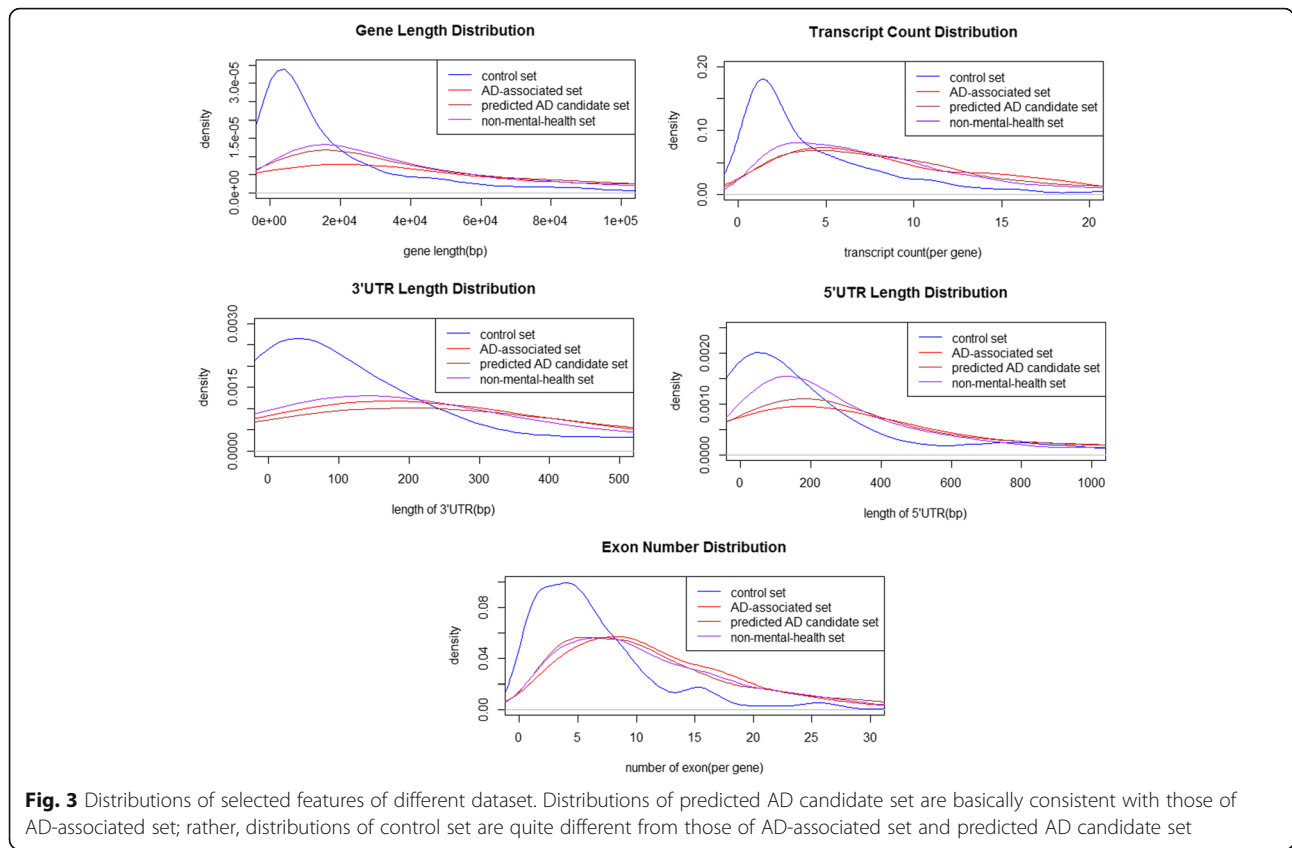 Gene Length Distribution
density
0.0e+00 1.5e-05 3.0e-05
control set
AD-associated set
predicted AD candidate set
non-mental-health set
0e+00 2e+04 4e+04 6e+04 8e+04 1e+05
gene length(bp)
Transcript Count Distribution
density
0.00 0.10 0.20
control set
AD-associated set
predicted AD candidate set
non-mental-health set
0 5 10 15 20
transcript count(per gene)
3'UTR Length Distribution
density
0.0000 0.0015 0.0030
control set
AD-associated set
predicted AD candidate set
non-mental-health set
0 100 200 300 400 500
length of 3'UTR(bp)
5'UTR Length Distribution
density
0.0000 0.0010 0.0020
control set
AD-associated set
predicted AD candidate set
non-mental-health set
0 200 400 600 800 1000
length of 5'UTR(bp)
Exon Number Distribution
density
0.00 0.04 0.08
control set
AD-associated set
predicted AD candidate set
non-mental-health set
0 5 10 15 20 25 30
number of exon(per gene)
Fig. 3 Distributions of selected features of different dataset. Distributions of predicted AD candidate set are basically consistent with those of
AD-associated set; rather, distributions of control set are quite different from those of AD-associated set and predicted AD candidate set